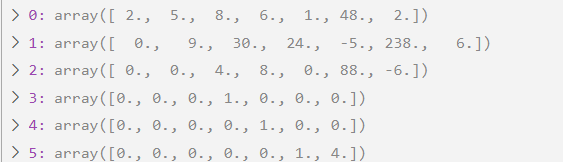 > 0: array([ 2., 5., 8., 6., 1., 48., 2.])
> 1: array([ 0., 9., 30., 24., -5., 238., 6.])
> 2: array([ 0., 0., 4., 8., 0., 88., -6.])
> 3: array([0., 0., 0., 1., 0., 0., 0.])
> 4: array([0., 0., 0., 0., 1., 0., 0.])
> 5: array([0., 0., 0., 0., 0., 1., 4.])